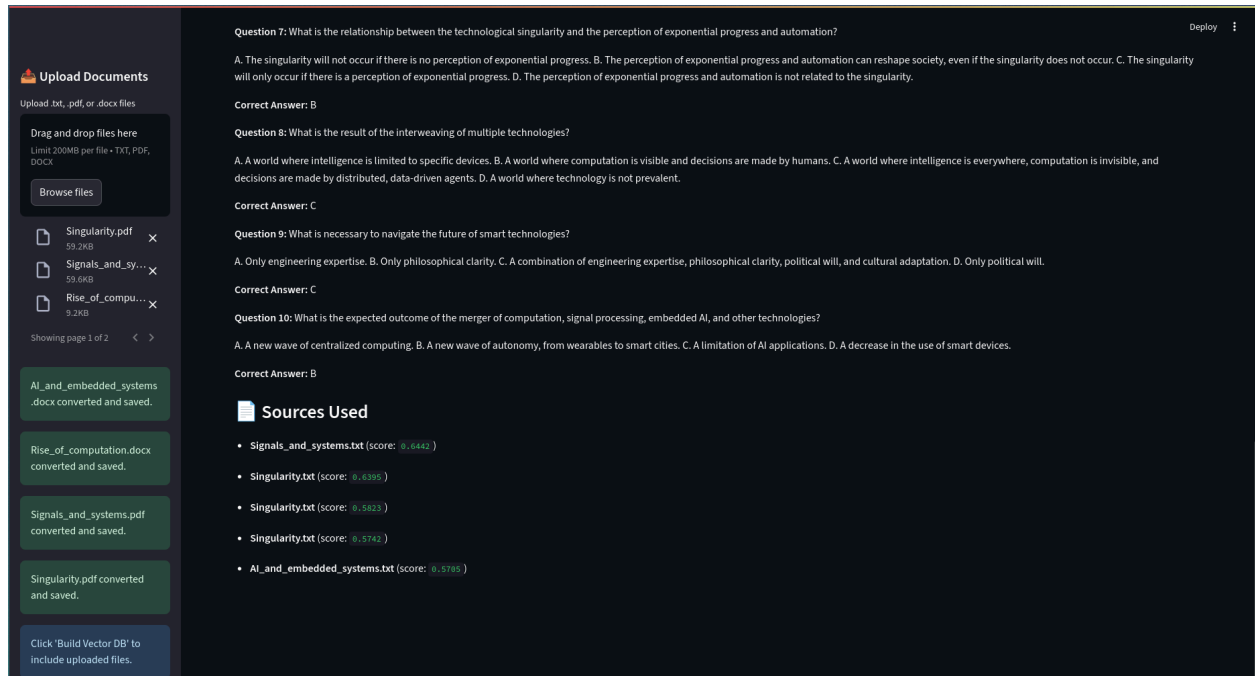 Deploy
📤 Upload Documents
Upload .txt, .pdf, or .docx files
Drag and drop files here
Limit 200MB per file • TXT, PDF,
DOCX
Browse files
Singularity.pdf
59.2KB
Signals_and_sy...
59.6KB
Rise_of_compu...
9.2KB
Showing page 1 of 2
AI_and_embedded_systems
.docx converted and saved.
Rise_of_computation.docx
converted and saved.
Signals_and_systems.pdf
converted and saved.
Singularity.pdf converted
and saved.
Click 'Build Vector DB' to
include uploaded files.
Question 7: What is the relationship between the technological singularity and the perception of exponential progress and automation?
A. The singularity will not occur if there is no perception of exponential progress. B. The perception of exponential progress and automation can reshape society, even if the singularity does not occur. C. The singularity
will only occur if there is a perception of exponential progress. D. The perception of exponential progress and automation is not related to the singularity.
Correct Answer: B
Question 8: What is the result of the interweaving of multiple technologies?
A. A world where intelligence is limited to specific devices. B. A world where computation is visible and decisions are made by humans. C. A world where intelligence is everywhere, computation is invisible, and
decisions are made by distributed, data-driven agents. D. A world where technology is not prevalent.
Correct Answer: C
Question 9: What is necessary to navigate the future of smart technologies?
A. Only engineering expertise. B. Only philosophical clarity. C. A combination of engineering expertise, philosophical clarity, political will, and cultural adaptation. D. Only political will.
Correct Answer: C
Question 10: What is the expected outcome of the merger of computation, signal processing, embedded AI, and other technologies?
A. A new wave of centralized computing. B. A new wave of autonomy, from wearables to smart cities. C. A limitation of AI applications. D. A decrease in the use of smart devices.
Correct Answer: B
📄 Sources Used
• Signals_and_systems.txt (score: 0.6442 )
• Singularity.txt (score: 0.6395 )
• Singularity.txt (score: 0.5823 )
• Singularity.txt (score: 0.5742 )
• AI_and_embedded_systems.txt (score: 0.5705 )